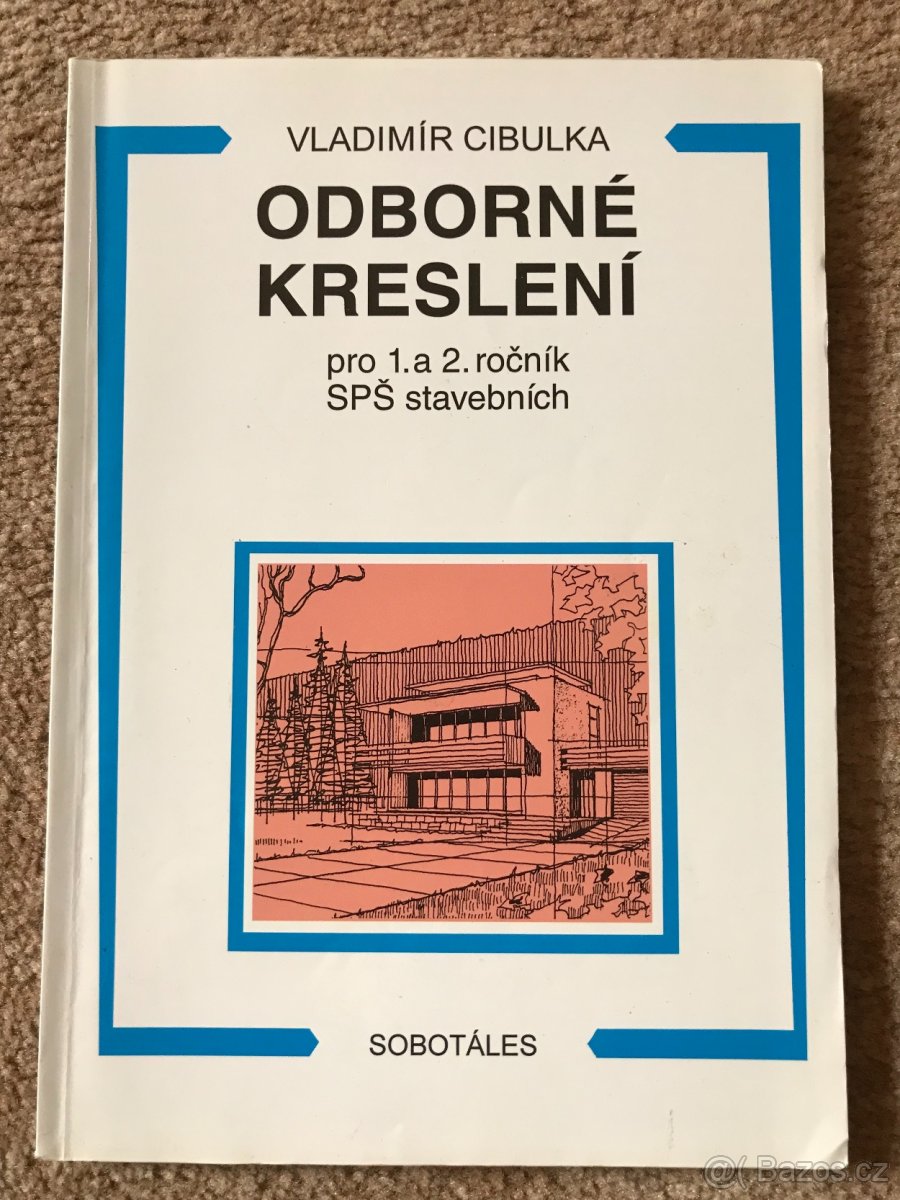 VLADIMÍR CIBULKA
ODBORNÉ
KRESLENÍ
pro 1. a 2. ročník
SPŠ stavebních
SOBOTÁLES
@( Bazos.cz